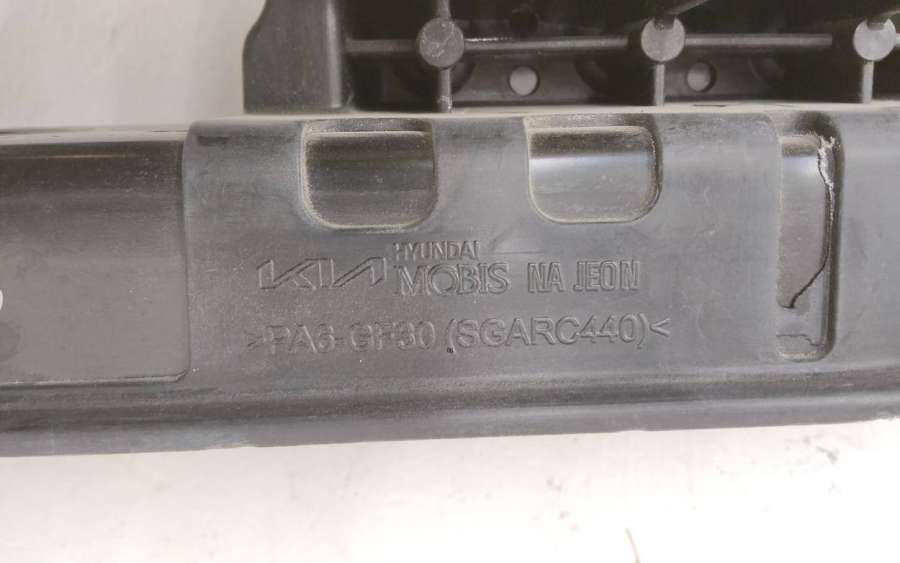 KIA HYUNDAI MOBIS NA JEON
>PA6-GF30 (SGARC440)<